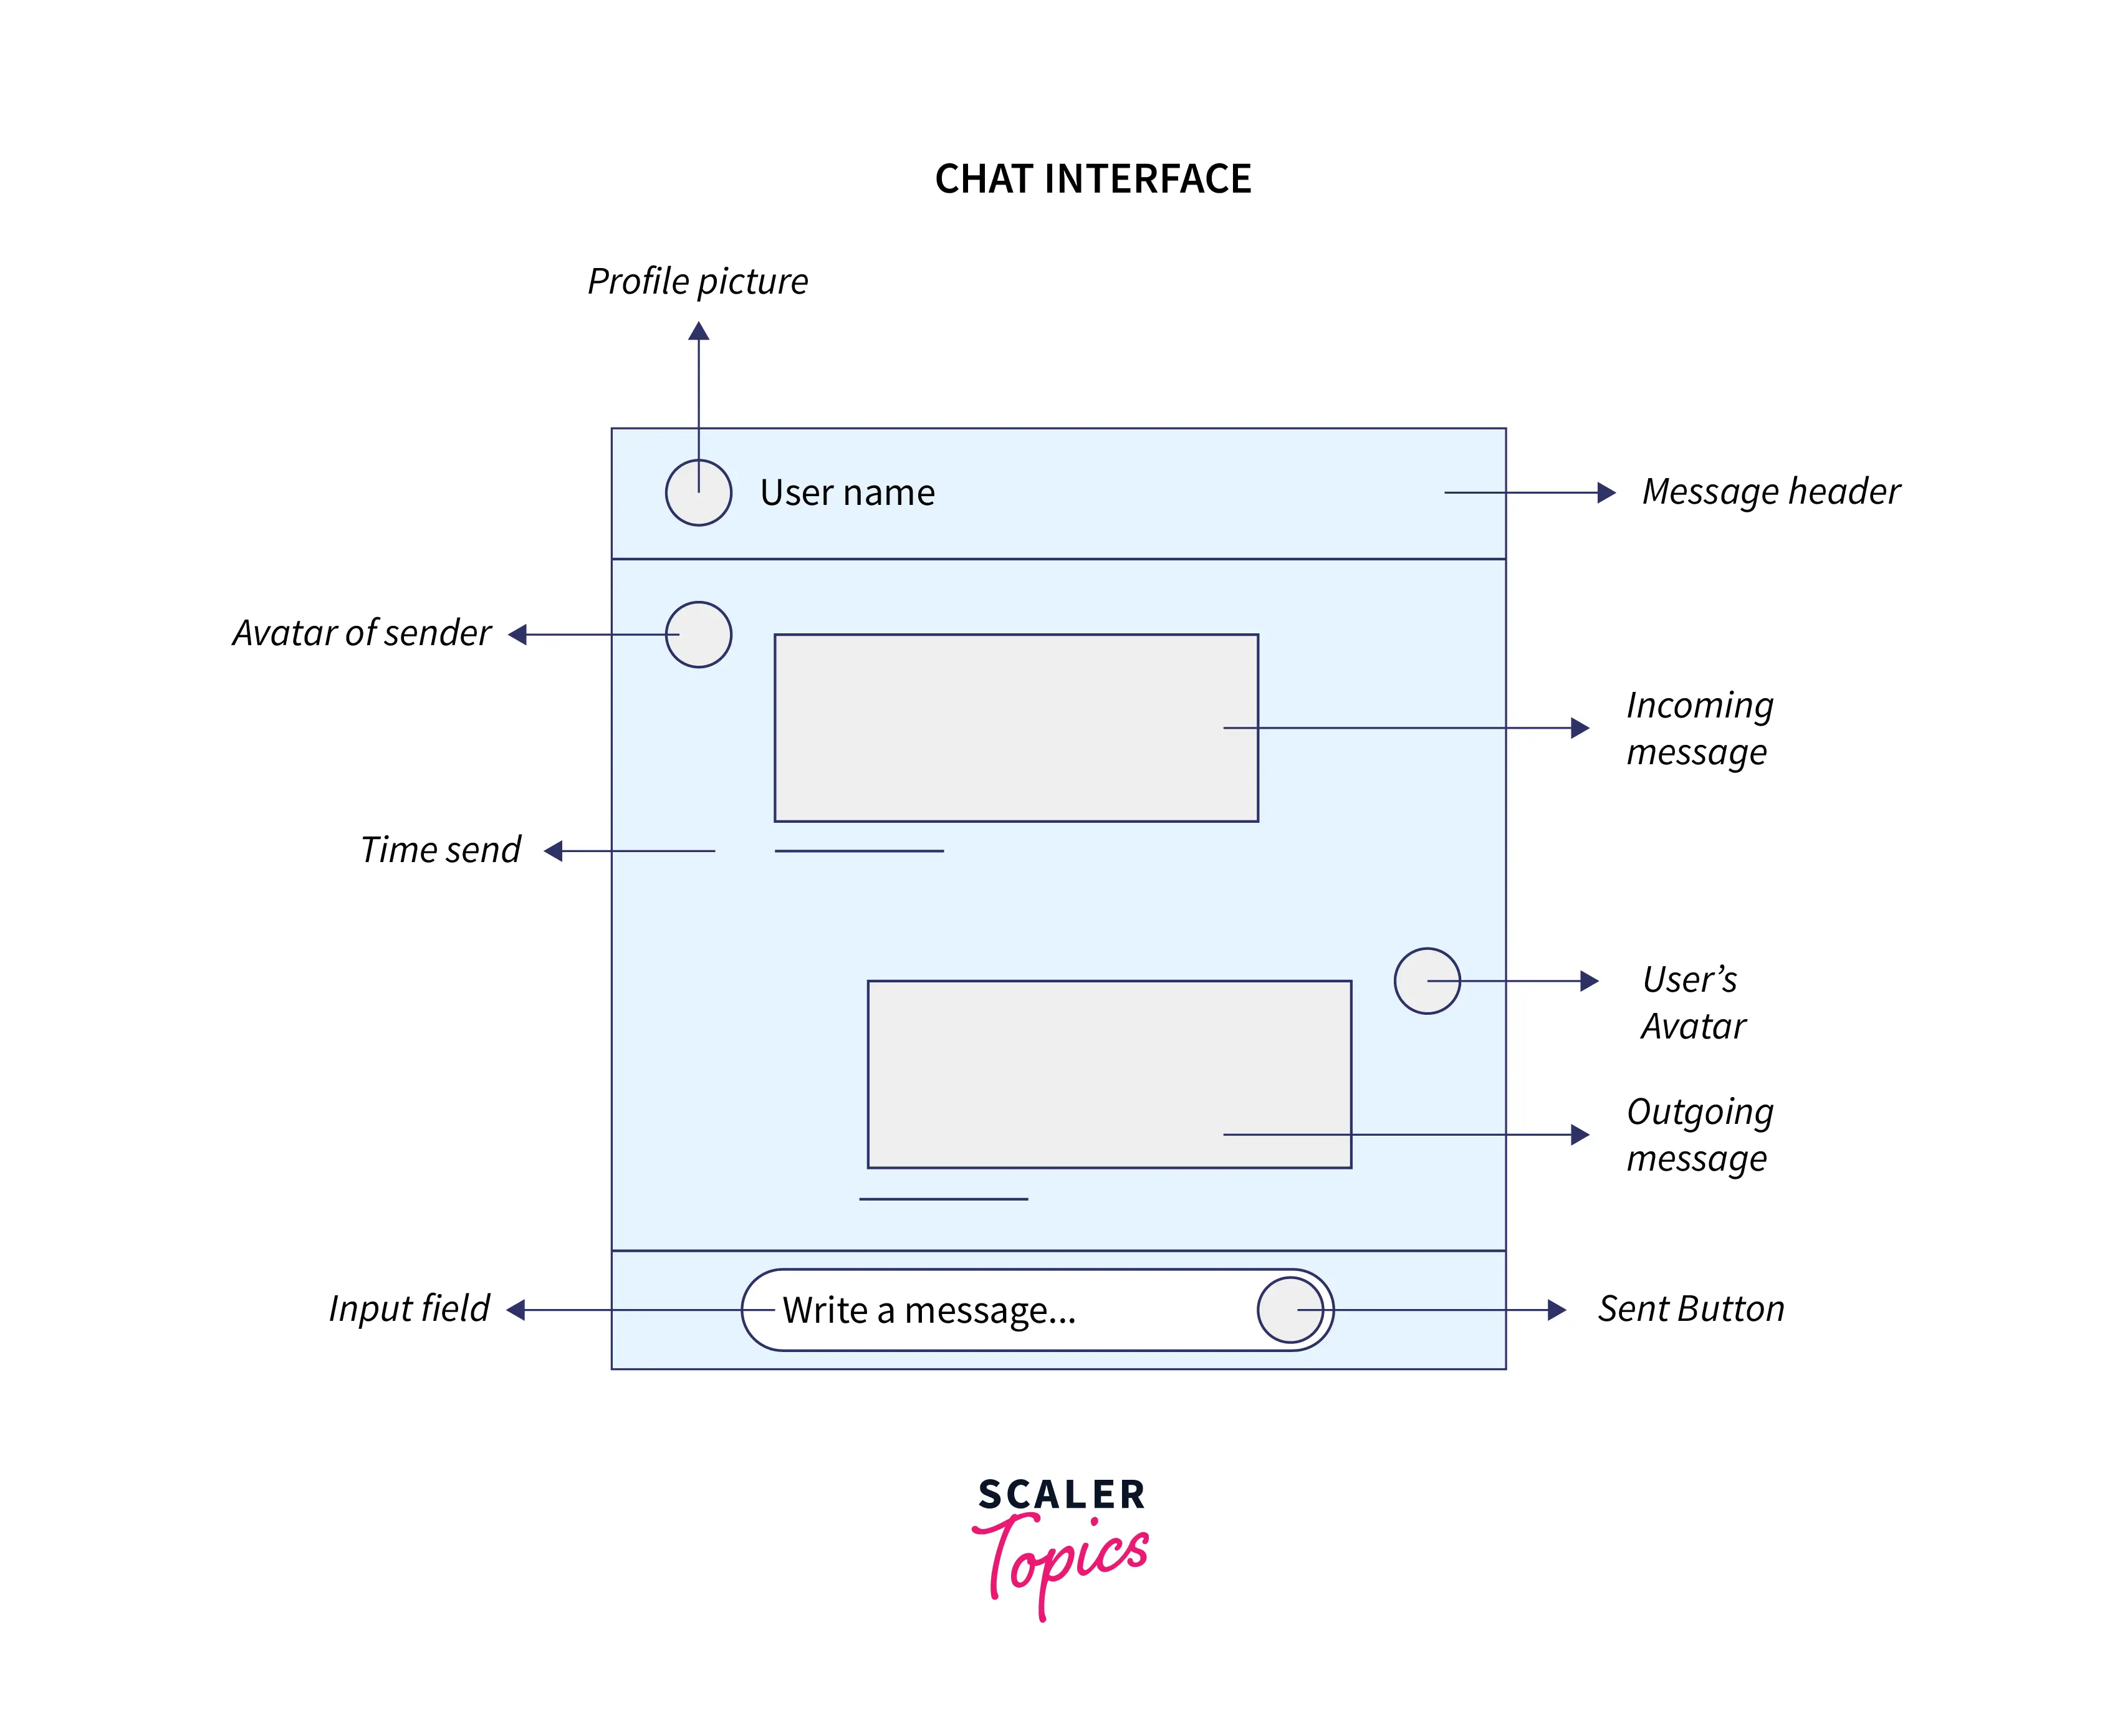 CHAT INTERFACE
Profile picture
User name
Message header
Avatar of sender
Incoming
message
Time send
User’s
Avatar
Outgoing
message
Input field
Write a message...
Sent Button
SCALER
Topics